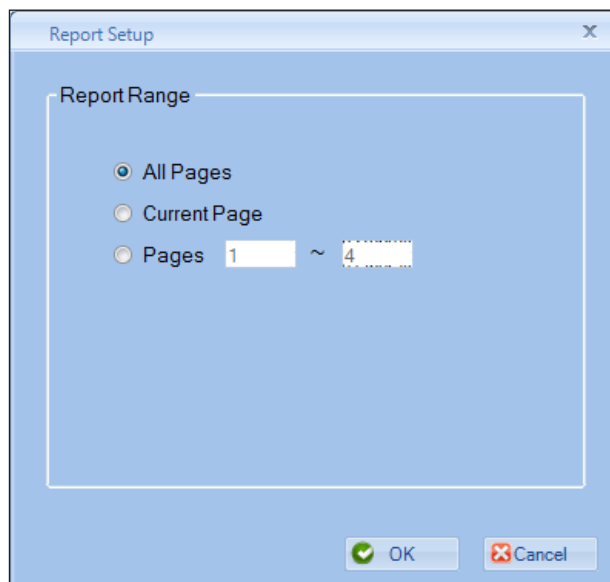 Report Setup
Report Range
All Pages
Current Page
Pages 1 ~ 4
OK Cancel